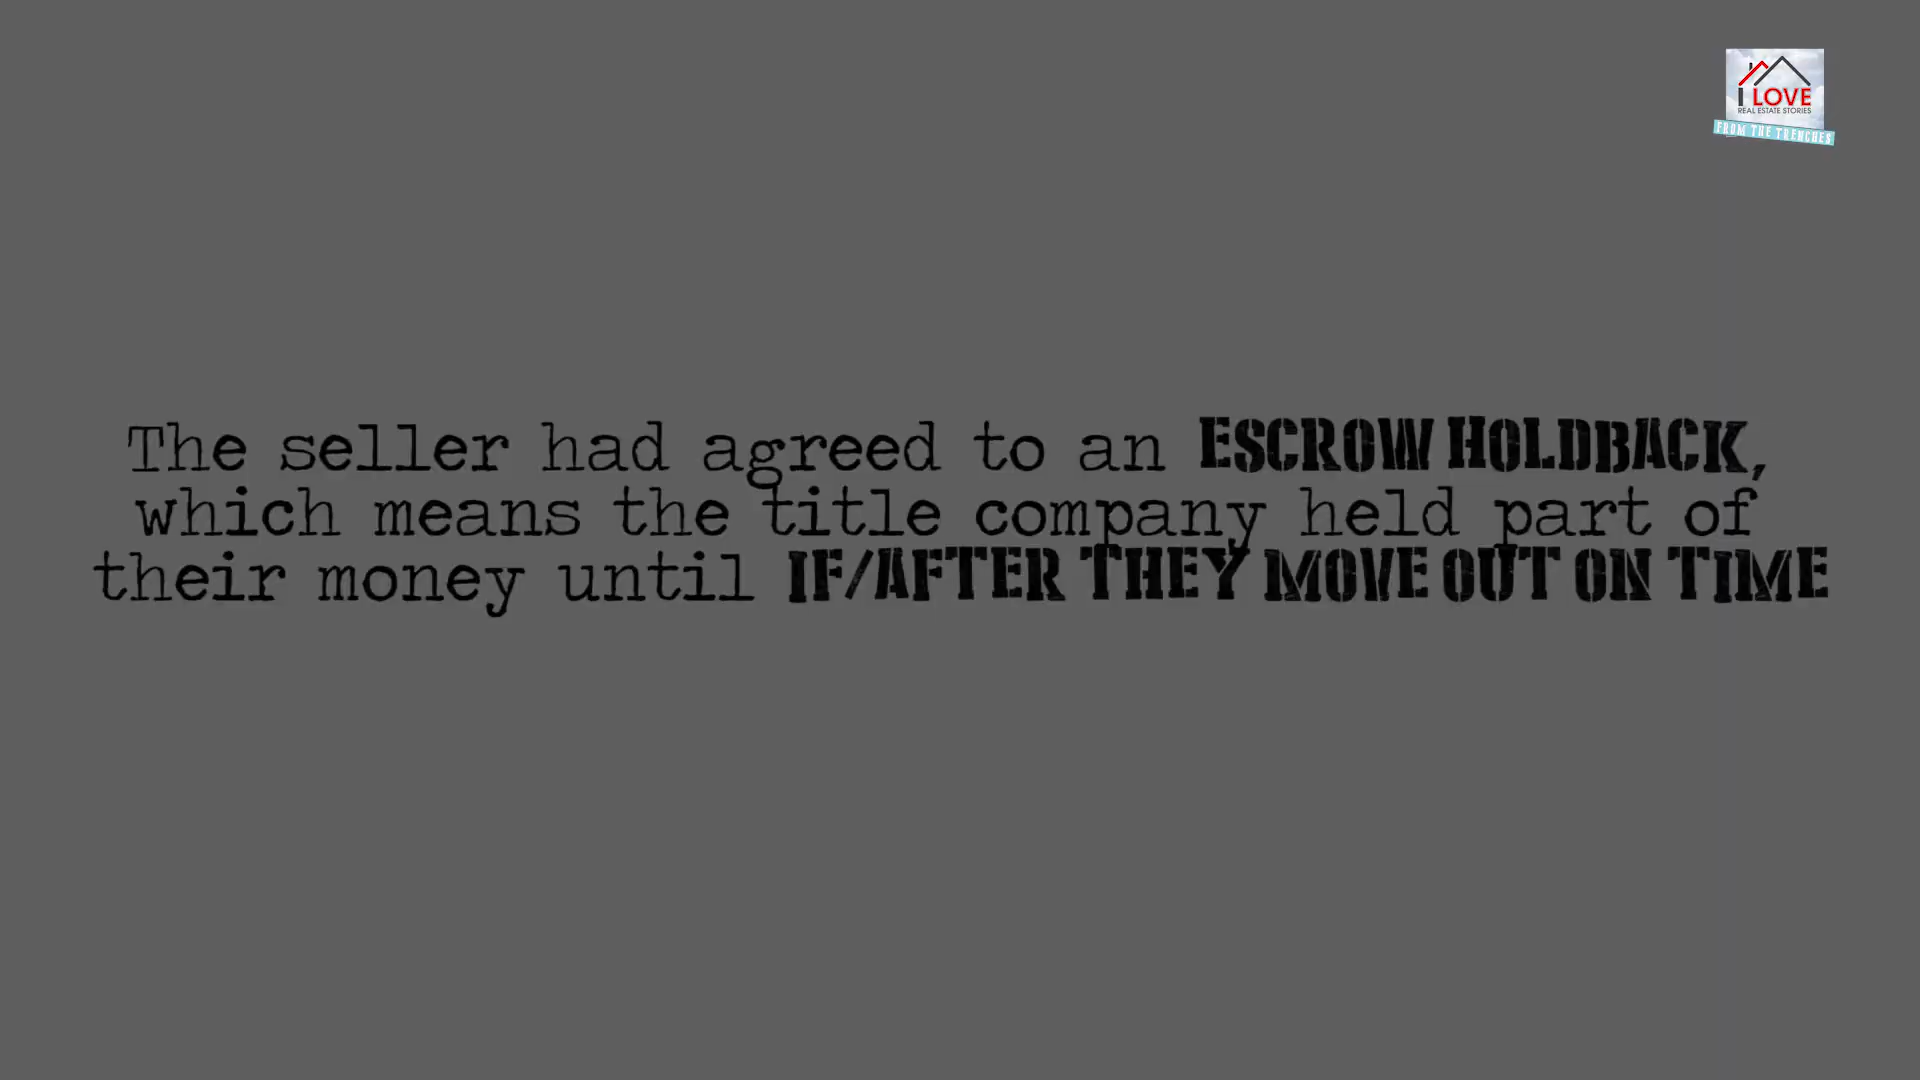 I LOVE
REAL ESTATE STORIES
FROM THE TRENCHES
The seller had agreed to an ESCROW HOLDBACK,
which means the title company held part of
their money until IF/AFTER THEY MOVE OUT ON TIME